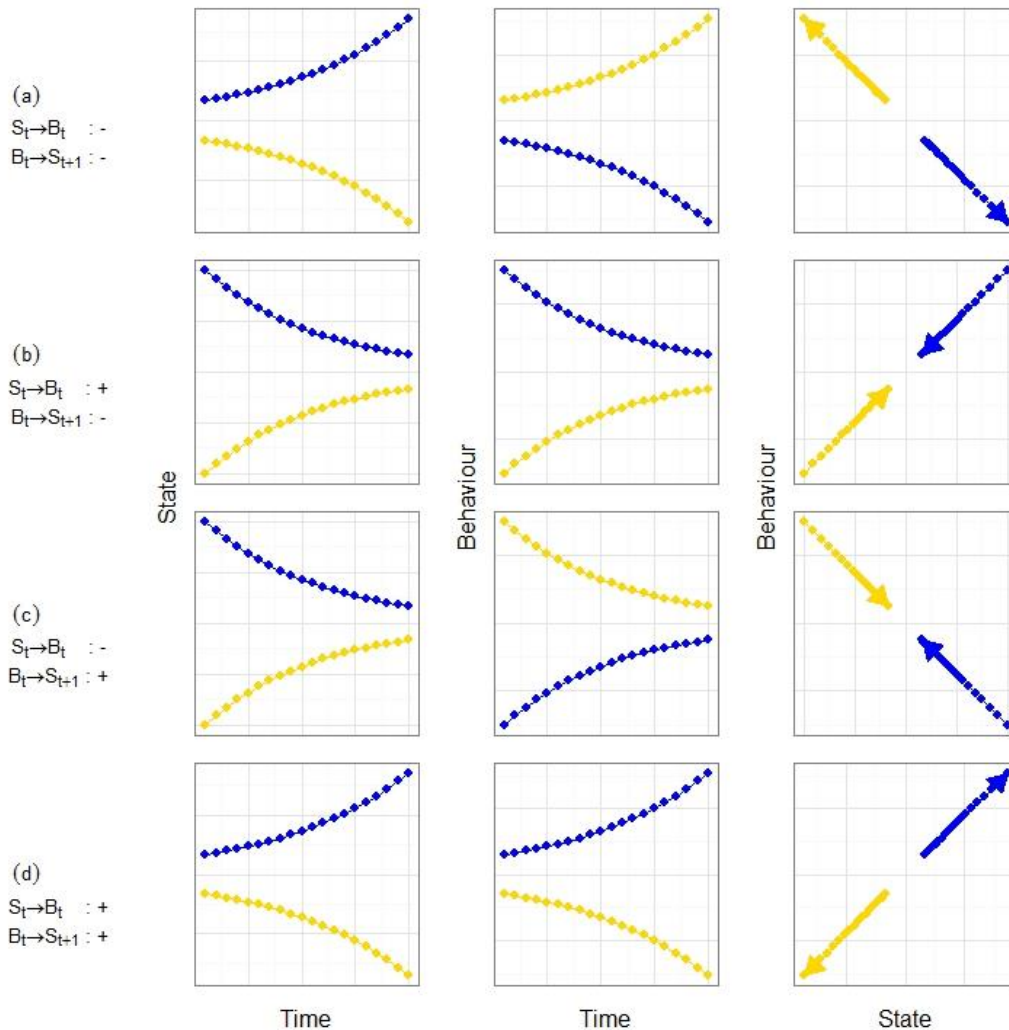 (a)
Sₜ→Bₜ : -
Bₜ→Sₜ₊₁ : -
(b)
Sₜ→Bₜ : +
Bₜ→Sₜ₊₁ : -
State
Behaviour
Behaviour
(c)
Sₜ→Bₜ : -
Bₜ→Sₜ₊₁ : +
(d)
Sₜ→Bₜ : +
Bₜ→Sₜ₊₁ : +
Time
Time
State